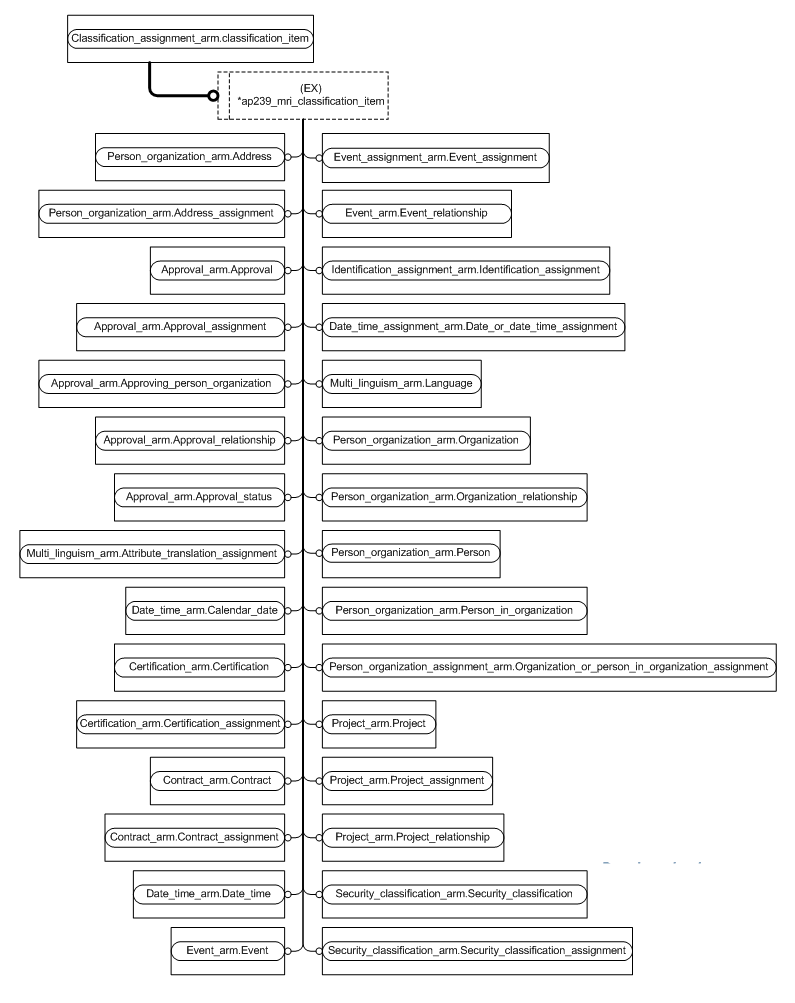 Classification_assignment_arm.classification_item
(EX)
*ap239_mri_classification_item
Person_organization_arm.Address
Event_assignment_arm.Event_assignment
Person_organization_arm.Address_assignment
Event_arm.Event_relationship
Approval_arm.Approval
Identification_assignment_arm.Identification_assignment
Approval_arm.Approval_assignment
Date_time_assignment_arm.Date_or_date_time_assignment
Approval_arm.Approving_person_organization
Multi_linguism_arm.Language
Approval_arm.Approval_relationship
Person_organization_arm.Organization
Approval_arm.Approval_status
Person_organization_arm.Organization_relationship
Multi_linguism_arm.Attribute_translation_assignment
Person_organization_arm.Person
Date_time_arm.Calendar_date
Person_organization_arm.Person_in_organization
Certification_arm.Certification
Person_organization_assignment_arm.Organization_or_person_in_organization_assignment
Certification_arm.Certification_assignment
Project_arm.Project
Contract_arm.Contract
Project_arm.Project_assignment
Contract_arm.Contract_assignment
Project_arm.Project_relationship
Date_time_arm.Date_time
Security_classification_arm.Security_classification
Event_arm.Event
Security_classification_arm.Security_classification_assignment